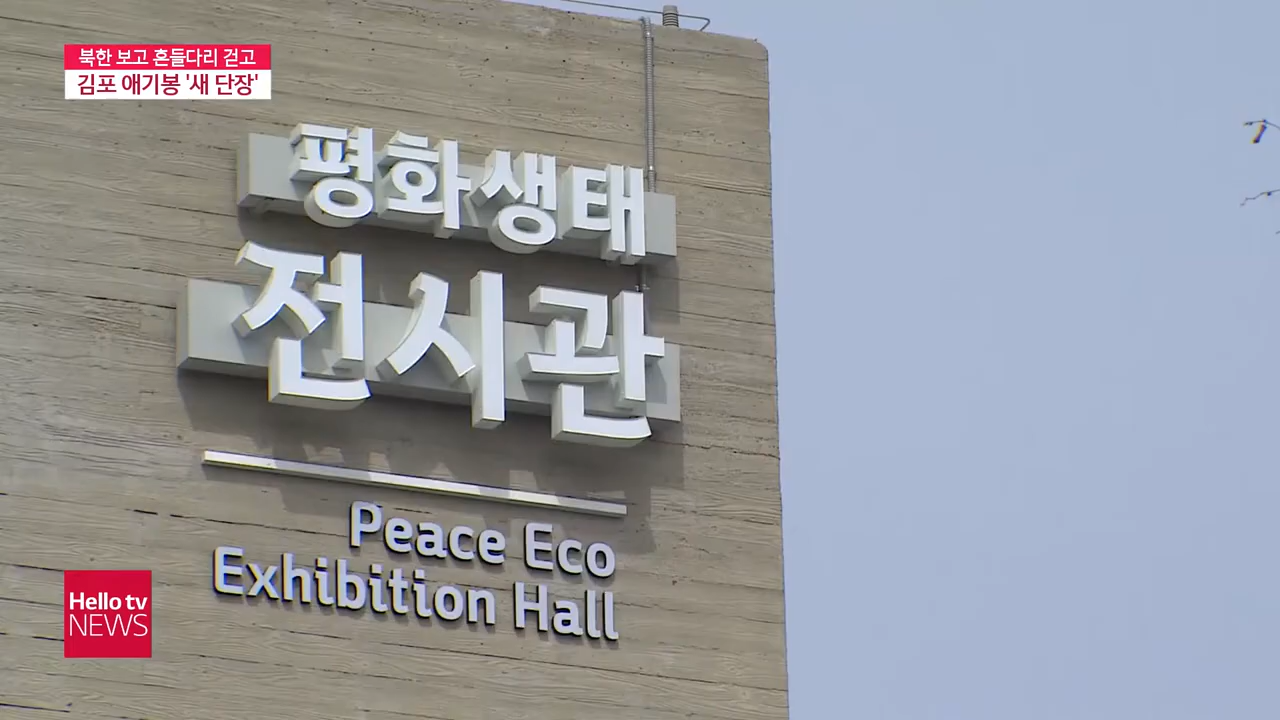 북한 보고 흔들다리 걷고
김포 애기봉 '새 단장'
평화생태
전시관
Peace Eco
Exhibition Hall
Hello tv
NEWS